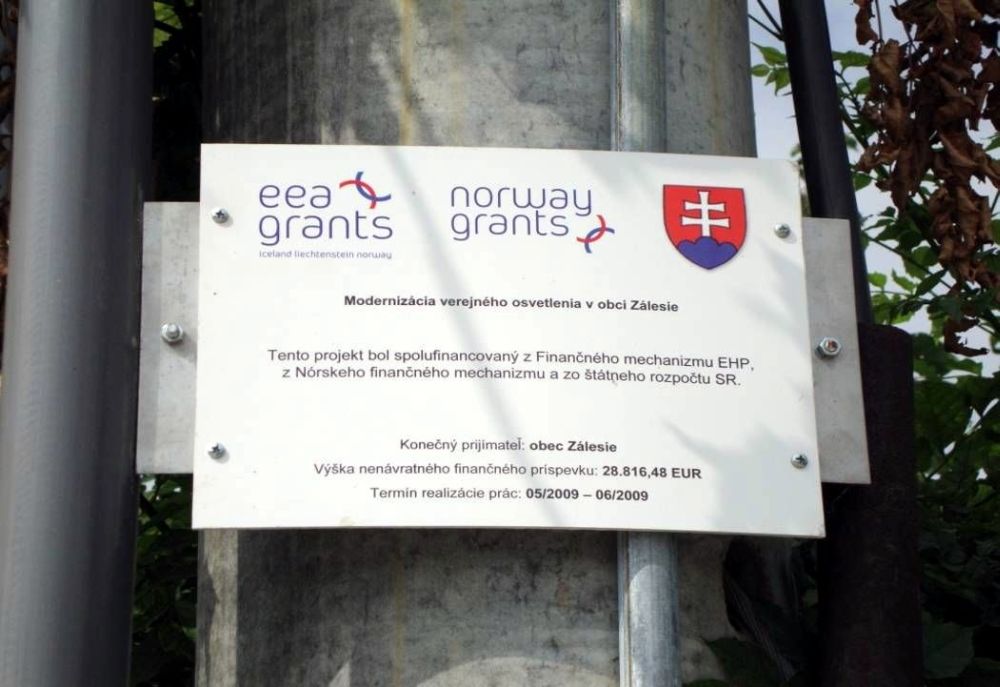 eea
grants
iceland liechtenstein norway
norway
grants
Modernizácia verejného osvetlenia v obci Zálesie
Tento projekt bol spolufinancovaný z Finančného mechanizmu EHP,
z Nórskeho finančného mechanizmu a zo štátneho rozpočtu SR.
Konečný prijímateľ: obec Zálesie
Výška nenávratného finančného príspevku: 28.816,48 EUR
Termín realizácie prác: 05/2009 – 06/2009